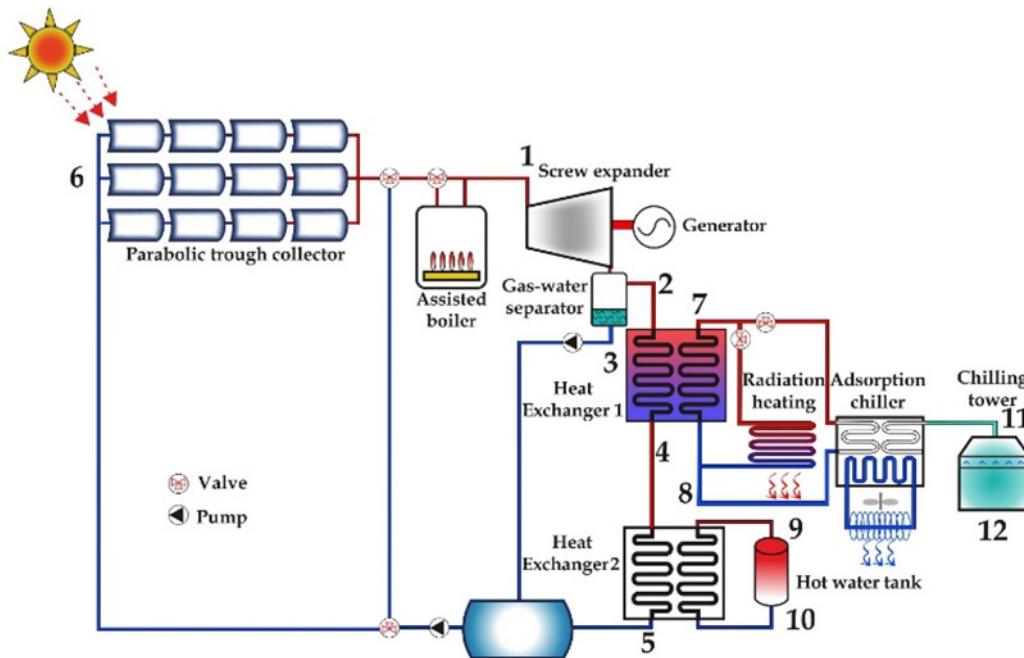 1
Screw expander
6
Generator
Parabolic trough collector
Gas-water
separator
2
7
Assisted
boiler
3
Radiation
heating
Adsorption
chiller
Chilling
tower
11
Heat
Exchanger 1
4
8
Valve
Pump
12
9
Heat
Exchanger 2
Hot water tank
10
5